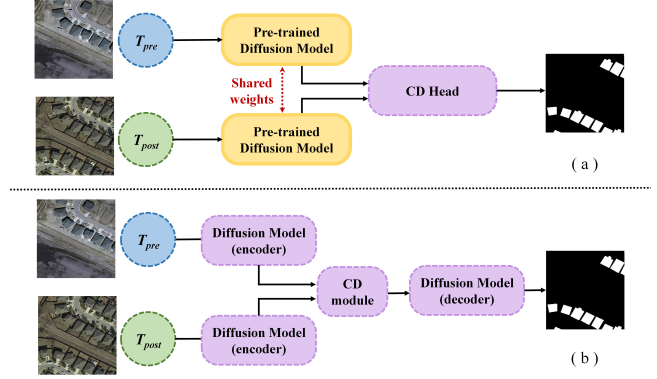 T_pre
Pre-trained
Diffusion Model
Shared
weights
CD Head
T_post
Pre-trained
Diffusion Model
( a )
T_pre
Diffusion Model
(encoder)
CD
module
Diffusion Model
(decoder)
T_post
Diffusion Model
(encoder)
( b )